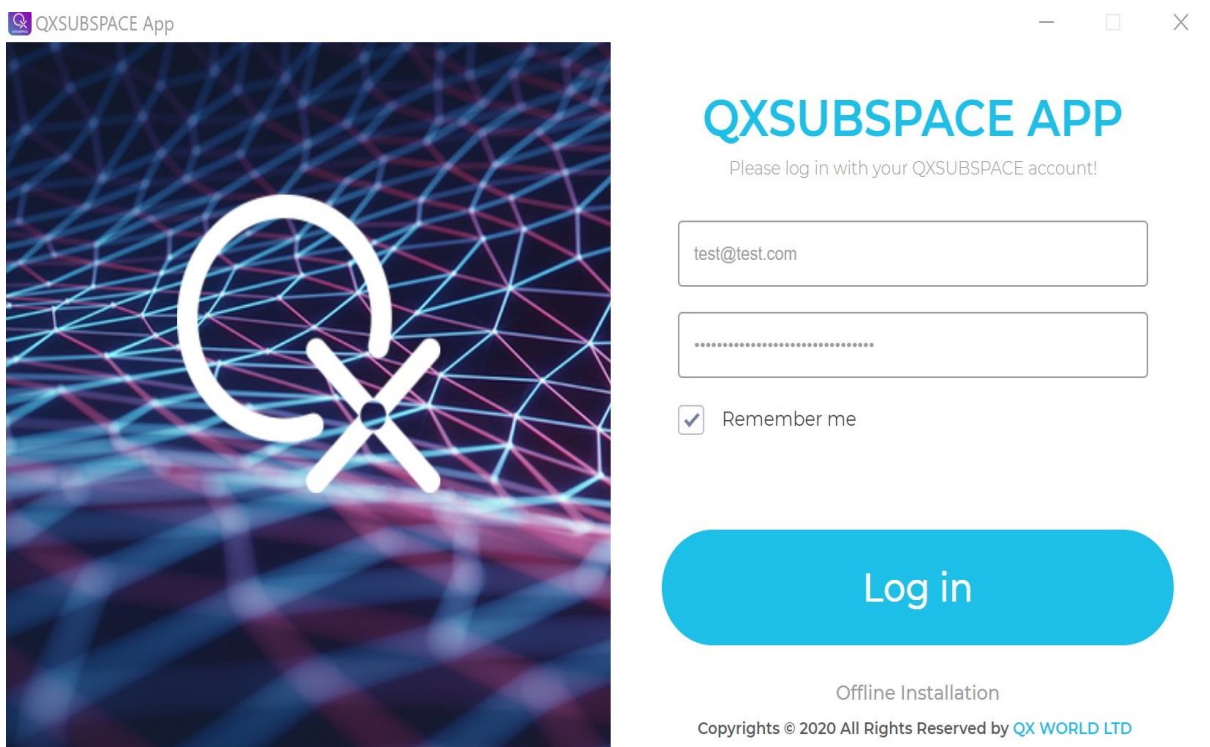 QXSUBSPACE App
QXSUBSPACE APP
Please log in with your QXSUBSPACE account!
test@test.com
••••••••••••••••••••••••••••••••
Remember me
Log in
Offline Installation
Copyrights © 2020 All Rights Reserved by QX WORLD LTD